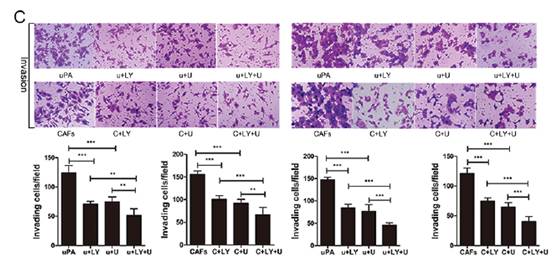 C
Invasion
uPA u+LY u+U u+LY+U
uPA u+LY u+U u+LY+U
CAFs C+LY C+U C+LY+U
CAFs C+LY C+U C+LY+U
Invading cells/field
150
100
50
0
***
***
**
**
uPA u+LY u+U u+LY+U
Invading cells/field
200
150
100
50
0
***
***
***
**
CAFs C+LY C+U C+LY+U
Invading cells/field
200
150
100
50
0
***
***
***
***
uPA u+LY u+U u+LY+U
Invading cells/field
150
100
50
0
***
***
***
***
CAFs C+LY C+U C+LY+U